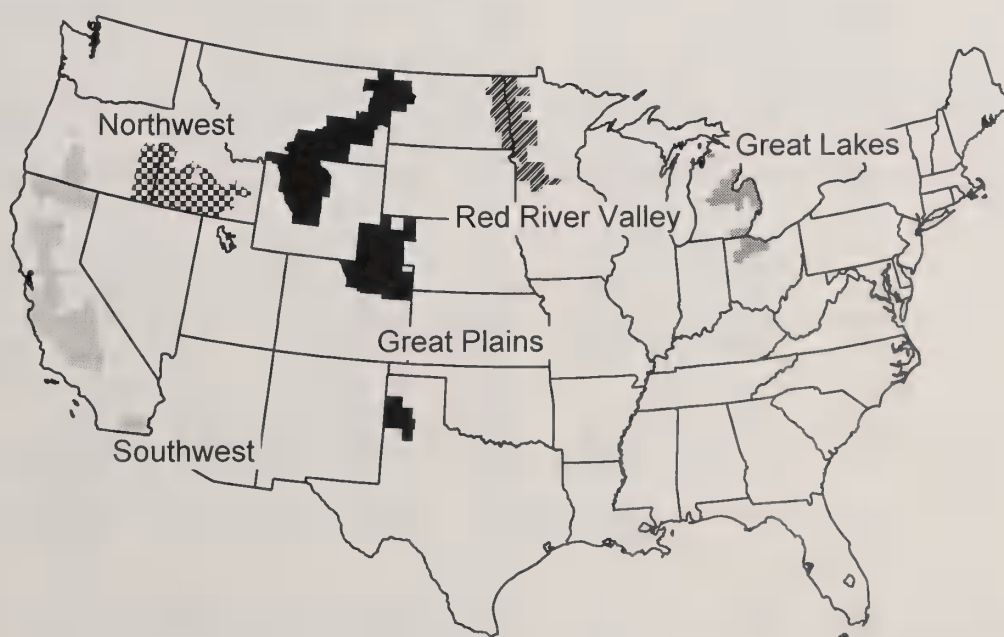 Northwest
Great Lakes
Red River Valley
Great Plains
Southwest